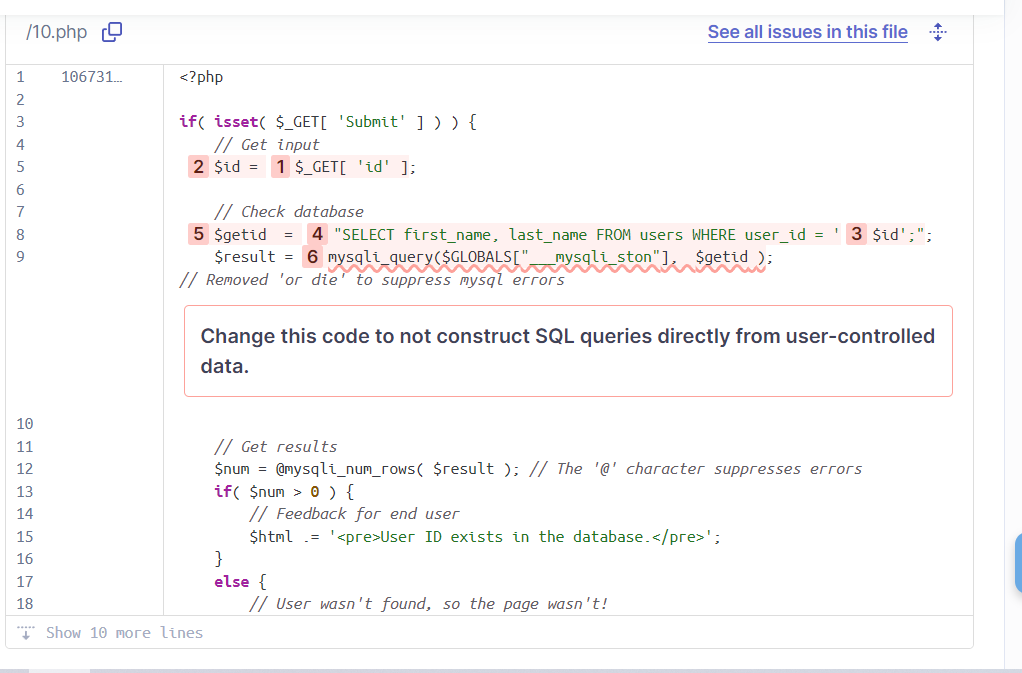 /10.php See all issues in this file
1 106731… <?php
2
3 if( isset( $_GET[ 'Submit' ] ) ) {
4 // Get input
5 2 $id = 1 $_GET[ 'id' ];
6
7 // Check database
8 5 $getid = 4 "SELECT first_name, last_name FROM users WHERE user_id = ' 3 $id';";
9 $result = 6 mysqli_query($GLOBALS["___mysqli_ston"], $getid );
// Removed 'or die' to suppress mysql errors
Change this code to not construct SQL queries directly from user-controlled
data.
10
11 // Get results
12 $num = @mysqli_num_rows( $result ); // The '@' character suppresses errors
13 if( $num > 0 ) {
14 // Feedback for end user
15 $html .= '<pre>User ID exists in the database.</pre>';
16 }
17 else {
18 // User wasn't found, so the page wasn't!
Show 10 more lines